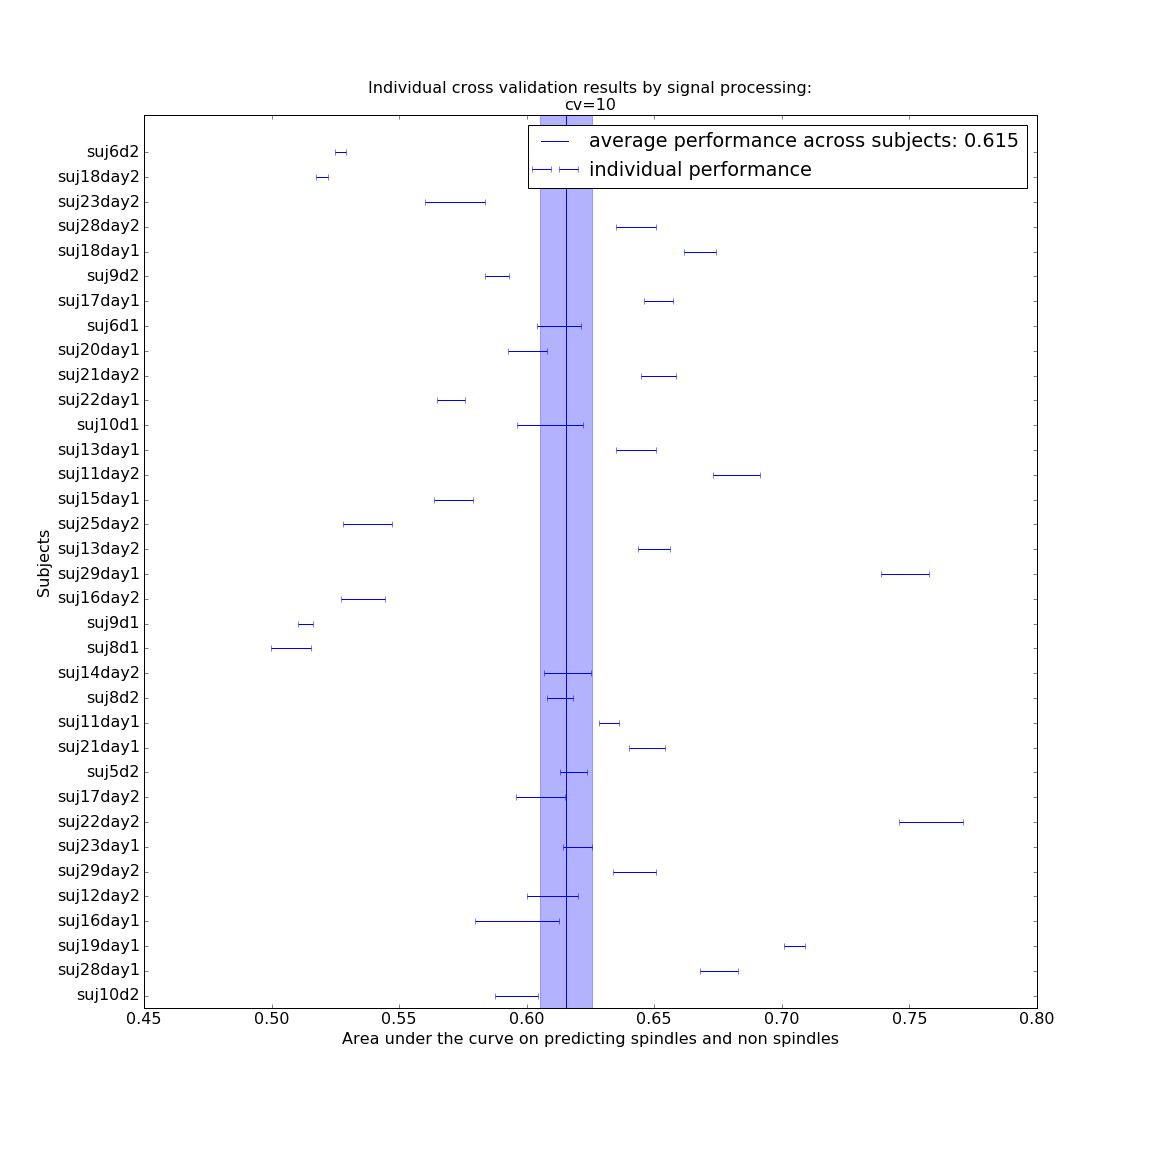 Individual cross validation results by signal processing:
cv=10
average performance across subjects: 0.615
individual performance
suj6d2
suj18day2
suj23day2
suj28day2
suj18day1
suj9d2
suj17day1
suj6d1
suj20day1
suj21day2
suj22day1
suj10d1
suj13day1
suj11day2
suj15day1
suj25day2
suj13day2
suj29day1
suj16day2
suj9d1
suj8d1
suj14day2
suj8d2
suj11day1
suj21day1
suj5d2
suj17day2
suj22day2
suj23day1
suj29day2
suj12day2
suj16day1
suj19day1
suj28day1
suj10d2
Subjects
0.45 0.50 0.55 0.60 0.65 0.70 0.75 0.80
Area under the curve on predicting spindles and non spindles